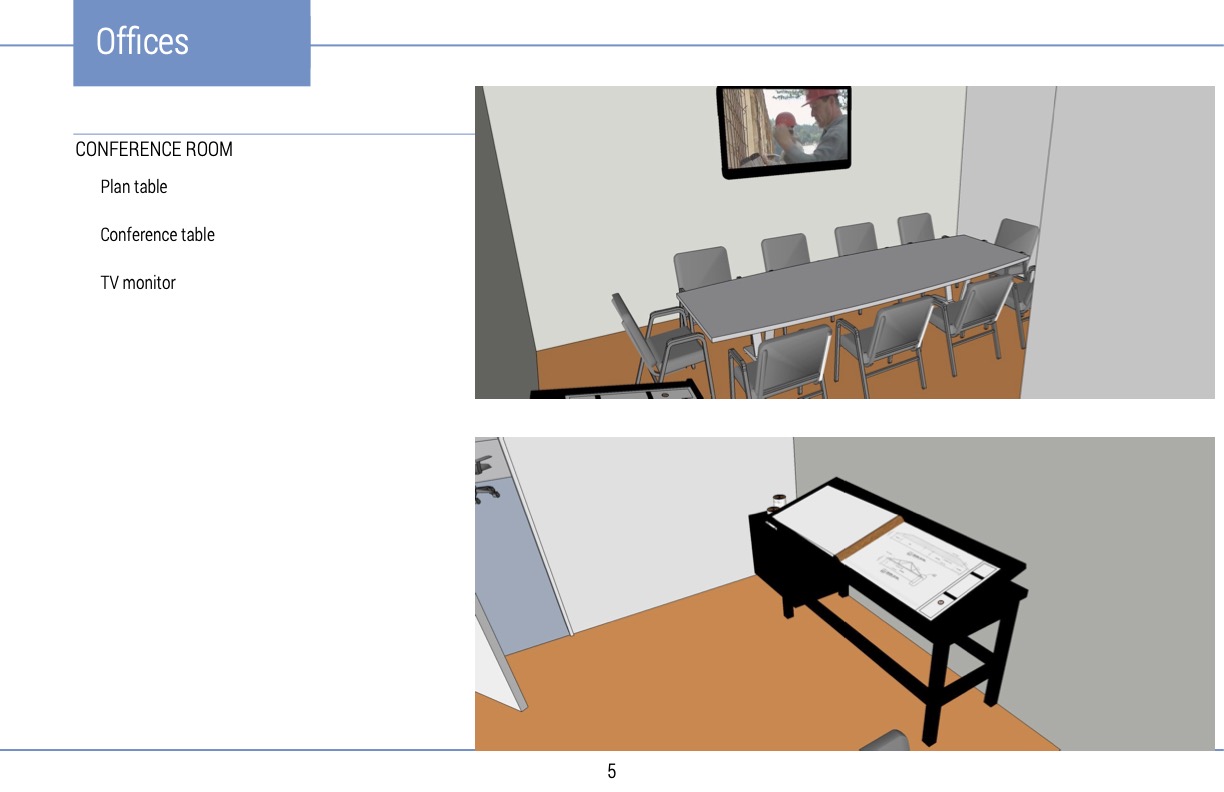 Offices
CONFERENCE ROOM
Plan table
Conference table
TV monitor
5